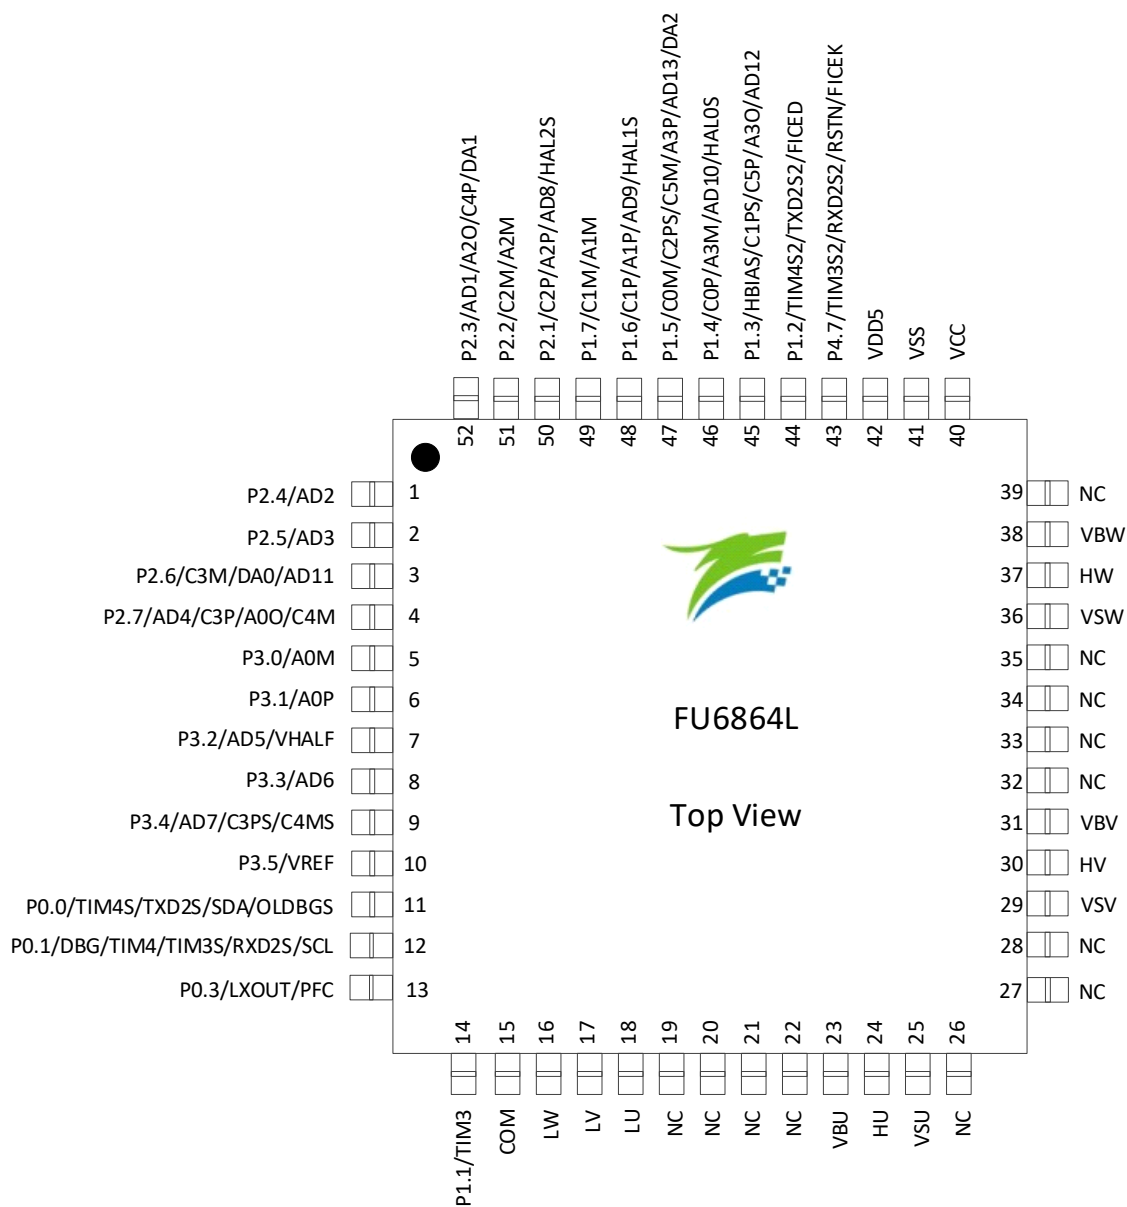 P2.3/AD1/A2O/C4P/DA1
P2.2/C2M/A2M
P2.1/C2P/A2P/AD8/HAL2S
P1.7/C1M/A1M
P1.6/C1P/A1P/AD9/HAL1S
P1.5/C0M/C2PS/C5M/A3P/AD13/DA2
P1.4/C0P/A3M/AD10/HAL0S
P1.3/HBIAS/C1PS/C5P/A3O/AD12
P1.2/TIM4S2/TXD2S2/FICED
P4.7/TIM3S2/RXD2S2/RSTN/FICEK
VDD5
VSS
VCC
52 51 50 49 48 47 46 45 44 43 42 41 40
P2.4/AD2 1
P2.5/AD3 2
P2.6/C3M/DA0/AD11 3
P2.7/AD4/C3P/A0O/C4M 4
P3.0/A0M 5
P3.1/A0P 6
P3.2/AD5/VHALF 7
P3.3/AD6 8
P3.4/AD7/C3PS/C4MS 9
P3.5/VREF 10
P0.0/TIM4S/TXD2S/SDA/OLDBGS 11
P0.1/DBG/TIM4/TIM3S/RXD2S/SCL 12
P0.3/LXOUT/PFC 13
FU6864L
Top View
39 NC
38 VBW
37 HW
36 VSW
35 NC
34 NC
33 NC
32 NC
31 VBV
30 HV
29 VSV
28 NC
27 NC
14 15 16 17 18 19 20 21 22 23 24 25 26
P1.1/TIM3
COM
LW
LV
LU
NC
NC
NC
NC
VBU
HU
VSU
NC